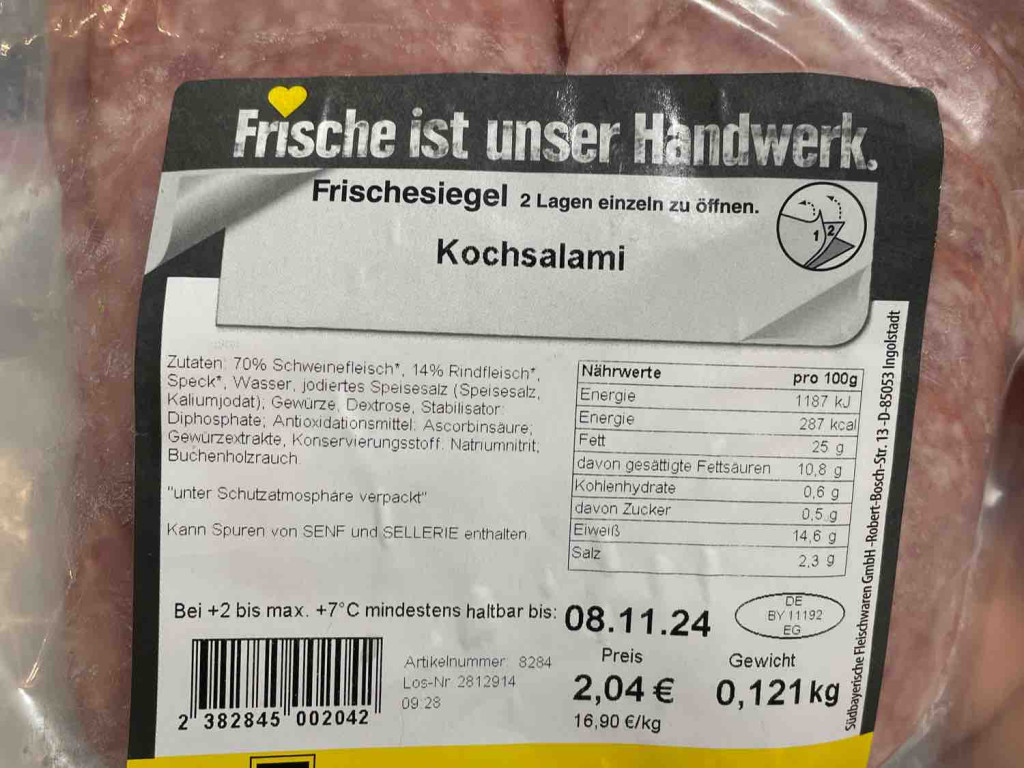 Frische ist unser Handwerk.
Frischesiegel 2 Lagen einzeln zu öffnen.
1 2
Kochsalami
Zutaten: 70% Schweinefleisch*, 14% Rindfleisch*,
Speck*, Wasser, jodiertes Speisesalz (Speisesalz,
Kaliumjodat); Gewürze, Dextrose, Stabilisator:
Diphosphate; Antioxidationsmittel: Ascorbinsäure;
Gewürzextrakte, Konservierungsstoff: Natriumnitrit;
Buchenholzrauch.
"unter Schutzatmosphäre verpackt"
Kann Spuren von SENF und SELLERIE enthalten.
Nährwerte pro 100g
Energie 1187 kJ
Energie 287 kcal
Fett 25 g
davon gesättigte Fettsäuren 10,8 g
Kohlenhydrate 0,6 g
davon Zucker 0,5 g
Eiweiß 14,6 g
Salz 2,3 g
Südbayerische Fleischwaren GmbH -Robert-Bosch-Str. 13 -D-85053 Ingolstadt
Bei +2 bis max. +7°C mindestens haltbar bis: 08.11.24
DE
BY 11192
EG
Artikelnummer: 8284
Los-Nr. 2812914
09:28
Preis
2,04 €
16,90 €/kg
Gewicht
0,121 kg
2 382845 002042